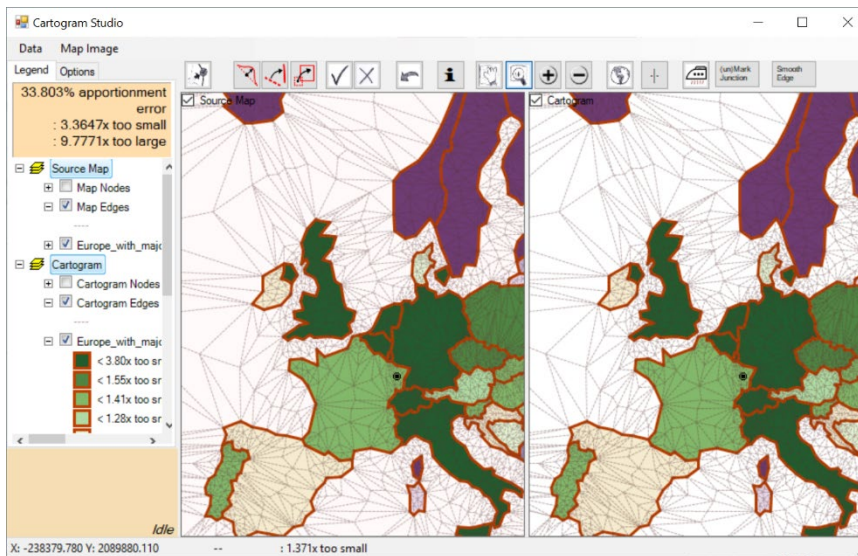 Cartogram Studio
Data Map Image
Legend Options
(un)Mark
Junction
Smooth
Edge
33.803% apportionment
error
: 3.3647x too small
: 9.7771x too large
Source Map
Map Nodes
Map Edges
----
Europe_with_majo
Cartogram
Cartogram Nodes
Cartogram Edges
----
Europe_with_majo
< 3.80x too sr
< 1.55x too sr
< 1.41x too sr
< 1.28x too sr
Idle
Source Map
Cartogram
X: -238379.780 Y: 2089880.110 -- : 1.371x too small